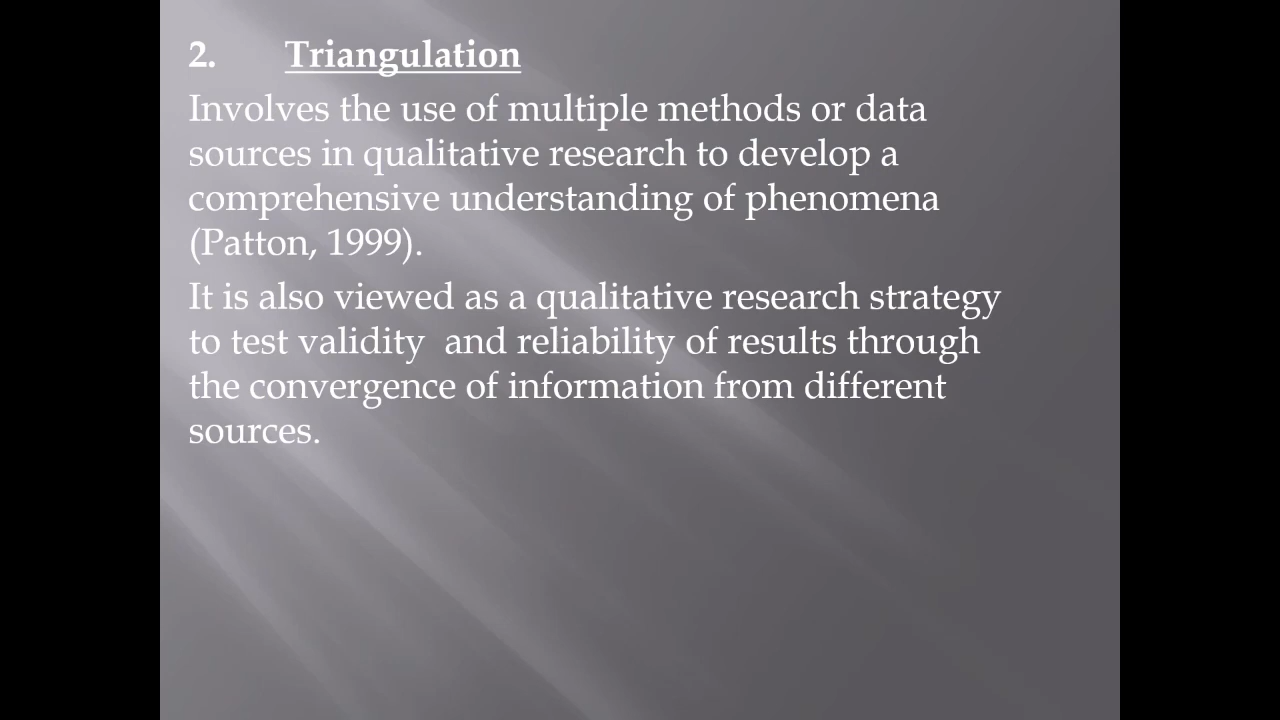 2. Triangulation
Involves the use of multiple methods or data
sources in qualitative research to develop a
comprehensive understanding of phenomena
(Patton, 1999).
It is also viewed as a qualitative research strategy
to test validity  and reliability of results through
the convergence of information from different
sources.